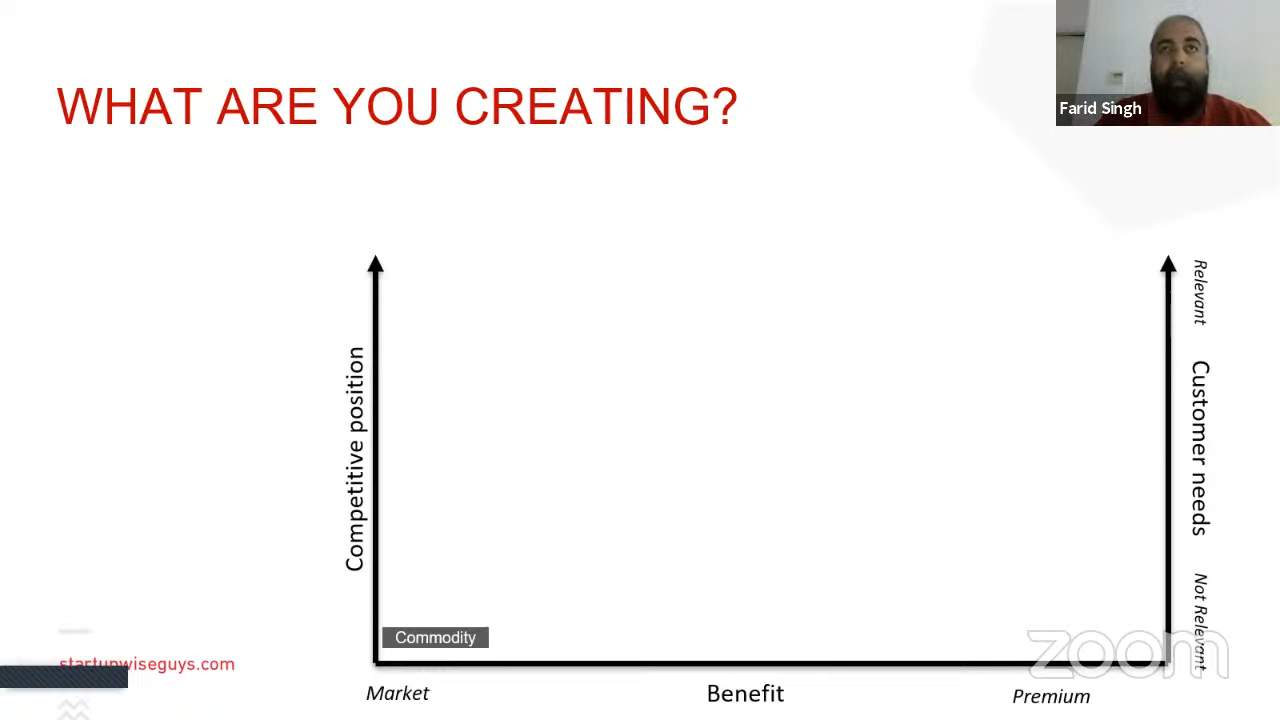 WHAT ARE YOU CREATING?
Farid Singh
Relevant
Competitive position
Customer needs
Commodity
Not Relevant
zoom
startupwiseguys.com
Market
Benefit
Premium